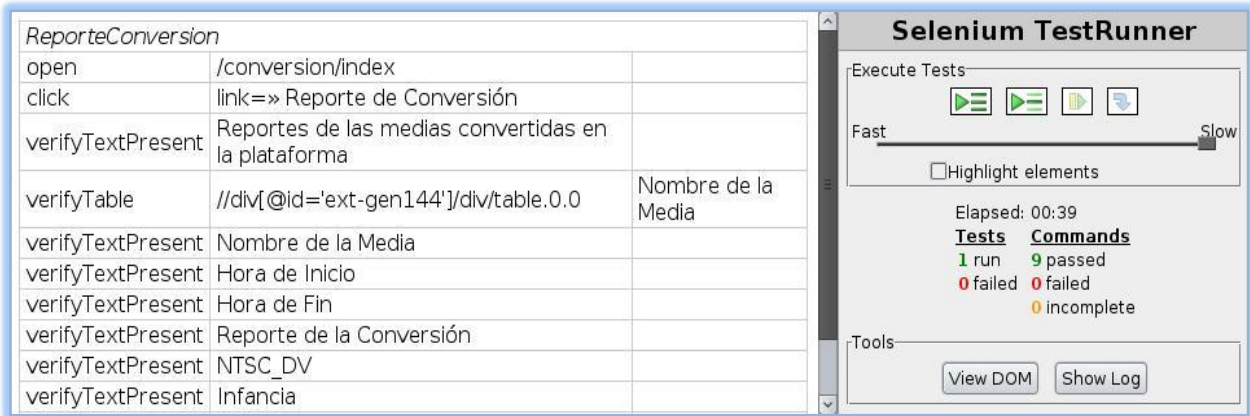 ReporteConversion
open /conversion/index
click link=» Reporte de Conversión
verifyTextPresent Reportes de las medias convertidas en
la plataforma
verifyTable //div[@id='ext-gen144']/div/table.0.0 Nombre de la
Media
verifyTextPresent Nombre de la Media
verifyTextPresent Hora de Inicio
verifyTextPresent Hora de Fin
verifyTextPresent Reporte de la Conversión
verifyTextPresent NTSC_DV
verifyTextPresent Infancia
Selenium TestRunner
Execute Tests
Fast Slow
Highlight elements
Elapsed: 00:39
Tests Commands
1 run 9 passed
0 failed 0 failed
0 incomplete
Tools
View DOM Show Log